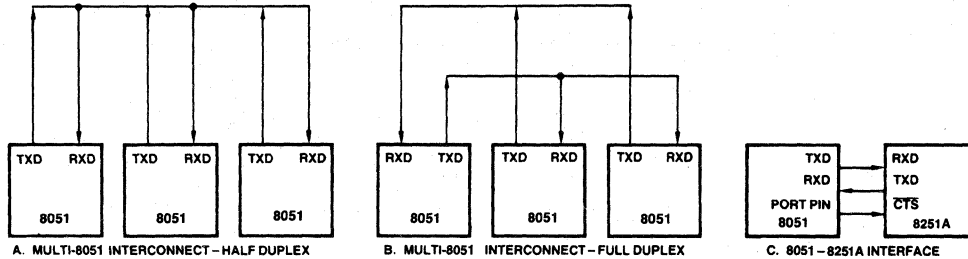 TXD RXD
8051
TXD RXD
8051
TXD RXD
8051
A. MULTI-8051 INTERCONNECT–HALF DUPLEX
RXD TXD
8051
TXD RXD
8051
TXD RXD
8051
B. MULTI-8051 INTERCONNECT–FULL DUPLEX
TXD
RXD
PORT PIN
8051
RXD
TXD
C̅T̅S̅
8251A
C. 8051–8251A INTERFACE